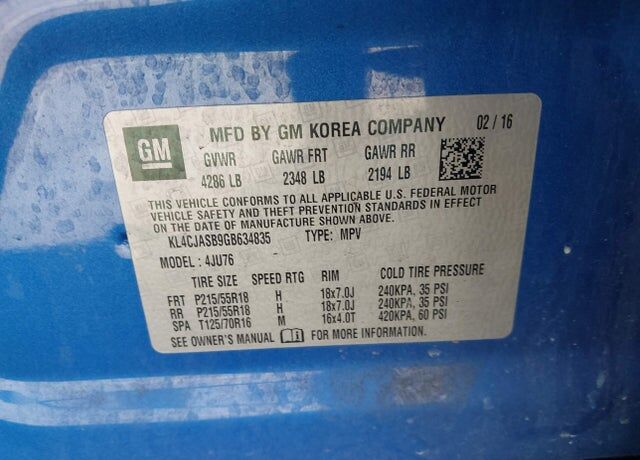 GM MFD BY GM KOREA COMPANY 02 / 16
GVWR GAWR FRT GAWR RR
4286 LB 2348 LB 2194 LB
THIS VEHICLE CONFORMS TO ALL APPLICABLE U.S. FEDERAL MOTOR
VEHICLE SAFETY AND THEFT PREVENTION STANDARDS IN EFFECT
ON THE DATE OF MANUFACTURE SHOWN ABOVE.
KL4CJASB9GB634835 TYPE: MPV
MODEL: 4JU76
TIRE SIZE SPEED RTG RIM COLD TIRE PRESSURE
FRT P215/55R18 H 18x7.0J 240KPA, 35 PSI
RR P215/55R18 H 18x7.0J 240KPA, 35 PSI
SPA T125/70R16 M 16x4.0T 420KPA, 60 PSI
SEE OWNER'S MANUAL FOR MORE INFORMATION